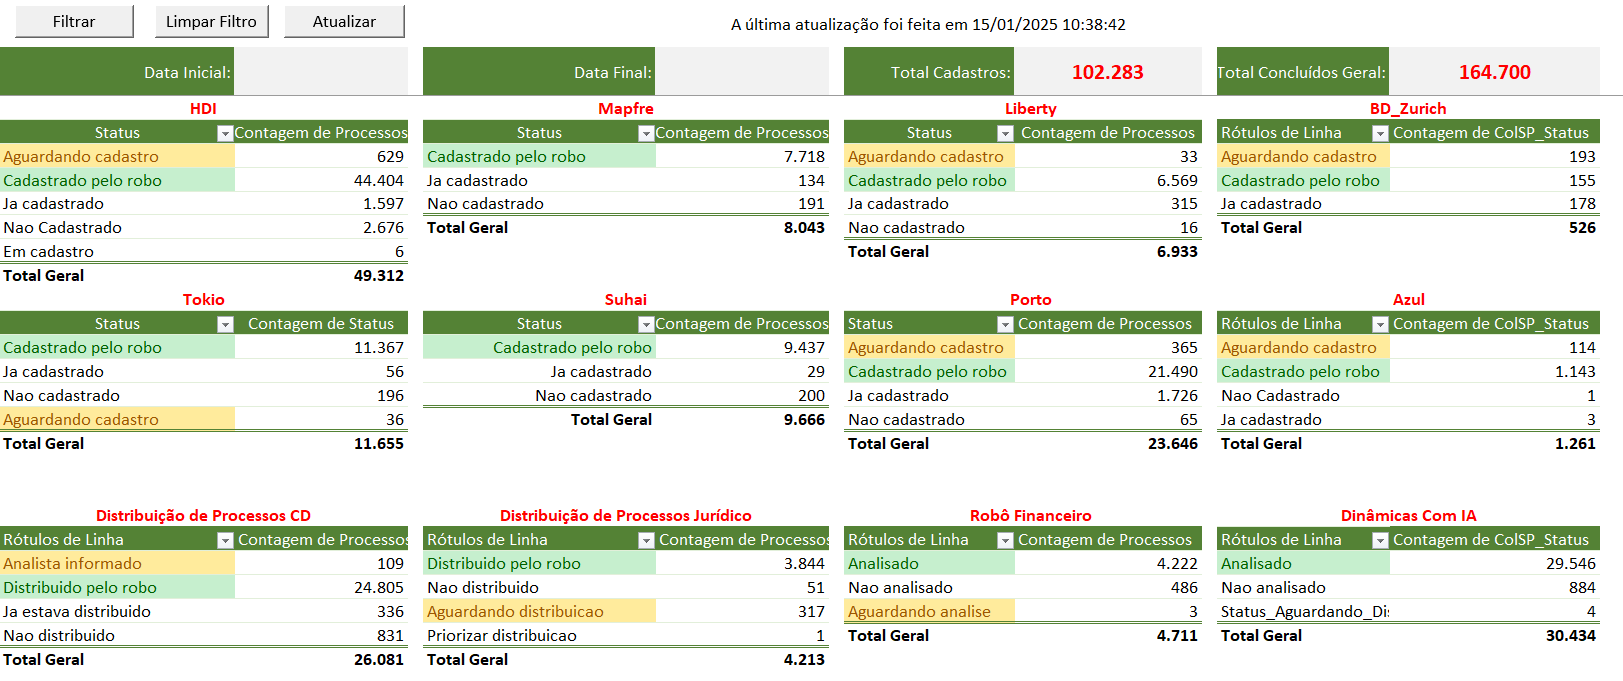 Filtrar Limpar Filtro Atualizar A última atualização foi feita em 15/01/2025 10:38:42
Data Inicial: Data Final: Total Cadastros: 102.283 Total Concluídos Geral: 164.700
HDI
Status Contagem de Processos
Aguardando cadastro 629
Cadastrado pelo robo 44.404
Ja cadastrado 1.597
Nao Cadastrado 2.676
Em cadastro 6
Total Geral 49.312
Mapfre
Status Contagem de Processos
Cadastrado pelo robo 7.718
Ja cadastrado 134
Nao cadastrado 191
Total Geral 8.043
Liberty
Status Contagem de Processos
Aguardando cadastro 33
Cadastrado pelo robo 6.569
Ja cadastrado 315
Nao cadastrado 16
Total Geral 6.933
BD_Zurich
Rótulos de Linha Contagem de ColSP_Status
Aguardando cadastro 193
Cadastrado pelo robo 155
Ja cadastrado 178
Total Geral 526
Tokio
Status Contagem de Status
Cadastrado pelo robo 11.367
Ja cadastrado 56
Nao cadastrado 196
Aguardando cadastro 36
Total Geral 11.655
Suhai
Status Contagem de Processos
Cadastrado pelo robo 9.437
Ja cadastrado 29
Nao cadastrado 200
Total Geral 9.666
Porto
Status Contagem de Processos
Aguardando cadastro 365
Cadastrado pelo robo 21.490
Ja cadastrado 1.726
Nao cadastrado 65
Total Geral 23.646
Azul
Rótulos de Linha Contagem de ColSP_Status
Aguardando cadastro 114
Cadastrado pelo robo 1.143
Nao Cadastrado 1
Ja cadastrado 3
Total Geral 1.261
Distribuição de Processos CD
Rótulos de Linha Contagem de Processos
Analista informado 109
Distribuido pelo robo 24.805
Ja estava distribuido 336
Nao distribuido 831
Total Geral 26.081
Distribuição de Processos Jurídico
Rótulos de Linha Contagem de Processos
Distribuido pelo robo 3.844
Nao distribuido 51
Aguardando distribuicao 317
Priorizar distribuicao 1
Total Geral 4.213
Robô Financeiro
Rótulos de Linha Contagem de Processos
Analisado 4.222
Nao analisado 486
Aguardando analise 3
Total Geral 4.711
Dinâmicas Com IA
Rótulos de Linha Contagem de ColSP_Status
Analisado 29.546
Nao analisado 884
Status_Aguardando_Dis 4
Total Geral 30.434